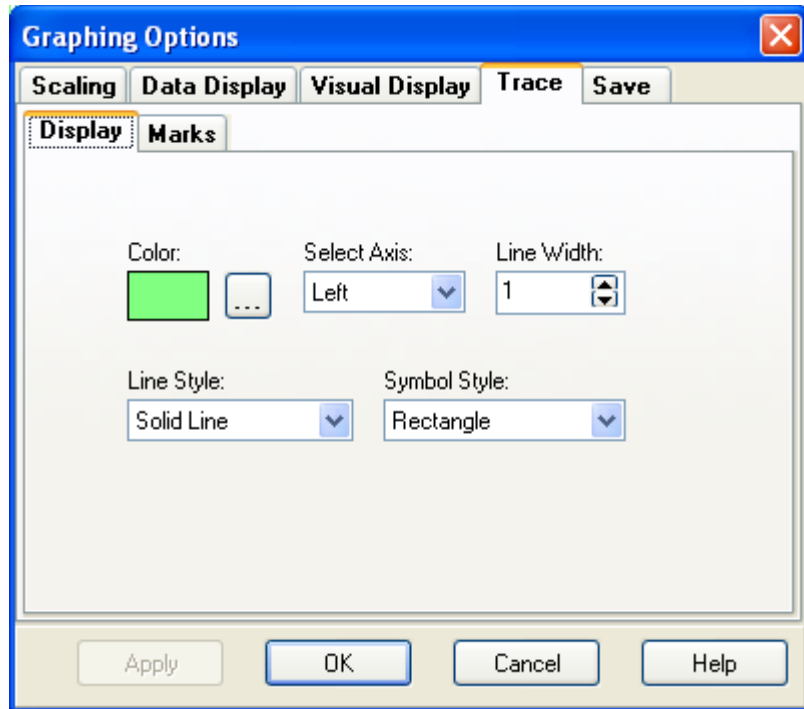 Graphing Options
Scaling Data Display Visual Display Trace Save
Display Marks
Color: Select Axis: Line Width:
... Left 1
Line Style: Symbol Style:
Solid Line Rectangle
Apply OK Cancel Help